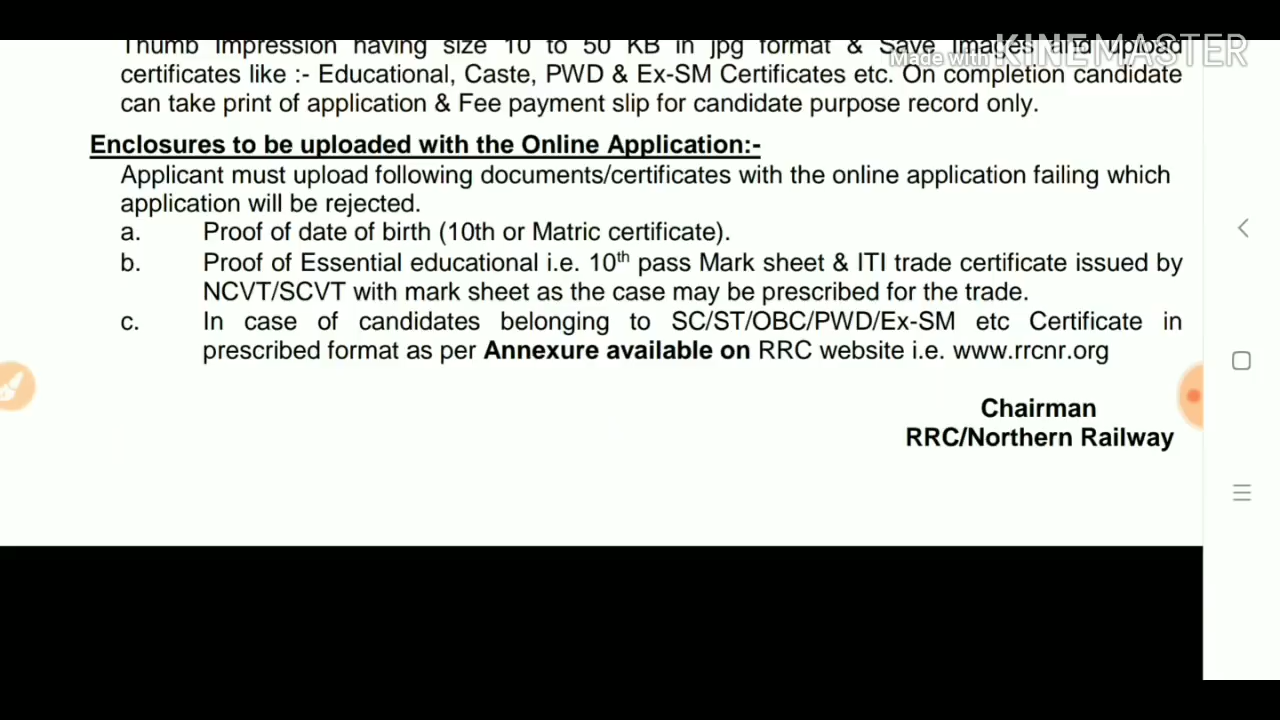 Thumb Impression having size 10 to 50 KB in jpg format & Save images and upload
Made with KINEMASTER
certificates like :- Educational, Caste, PWD & Ex-SM Certificates etc. On completion candidate
can take print of application & Fee payment slip for candidate purpose record only.
Enclosures to be uploaded with the Online Application:-
Applicant must upload following documents/certificates with the online application failing which
application will be rejected.
a. Proof of date of birth (10th or Matric certificate).
b. Proof of Essential educational i.e. 10th pass Mark sheet & ITI trade certificate issued by
NCVT/SCVT with mark sheet as the case may be prescribed for the trade.
c. In case of candidates belonging to SC/ST/OBC/PWD/Ex-SM etc Certificate in
prescribed format as per Annexure available on RRC website i.e. www.rrcnr.org
Chairman
RRC/Northern Railway